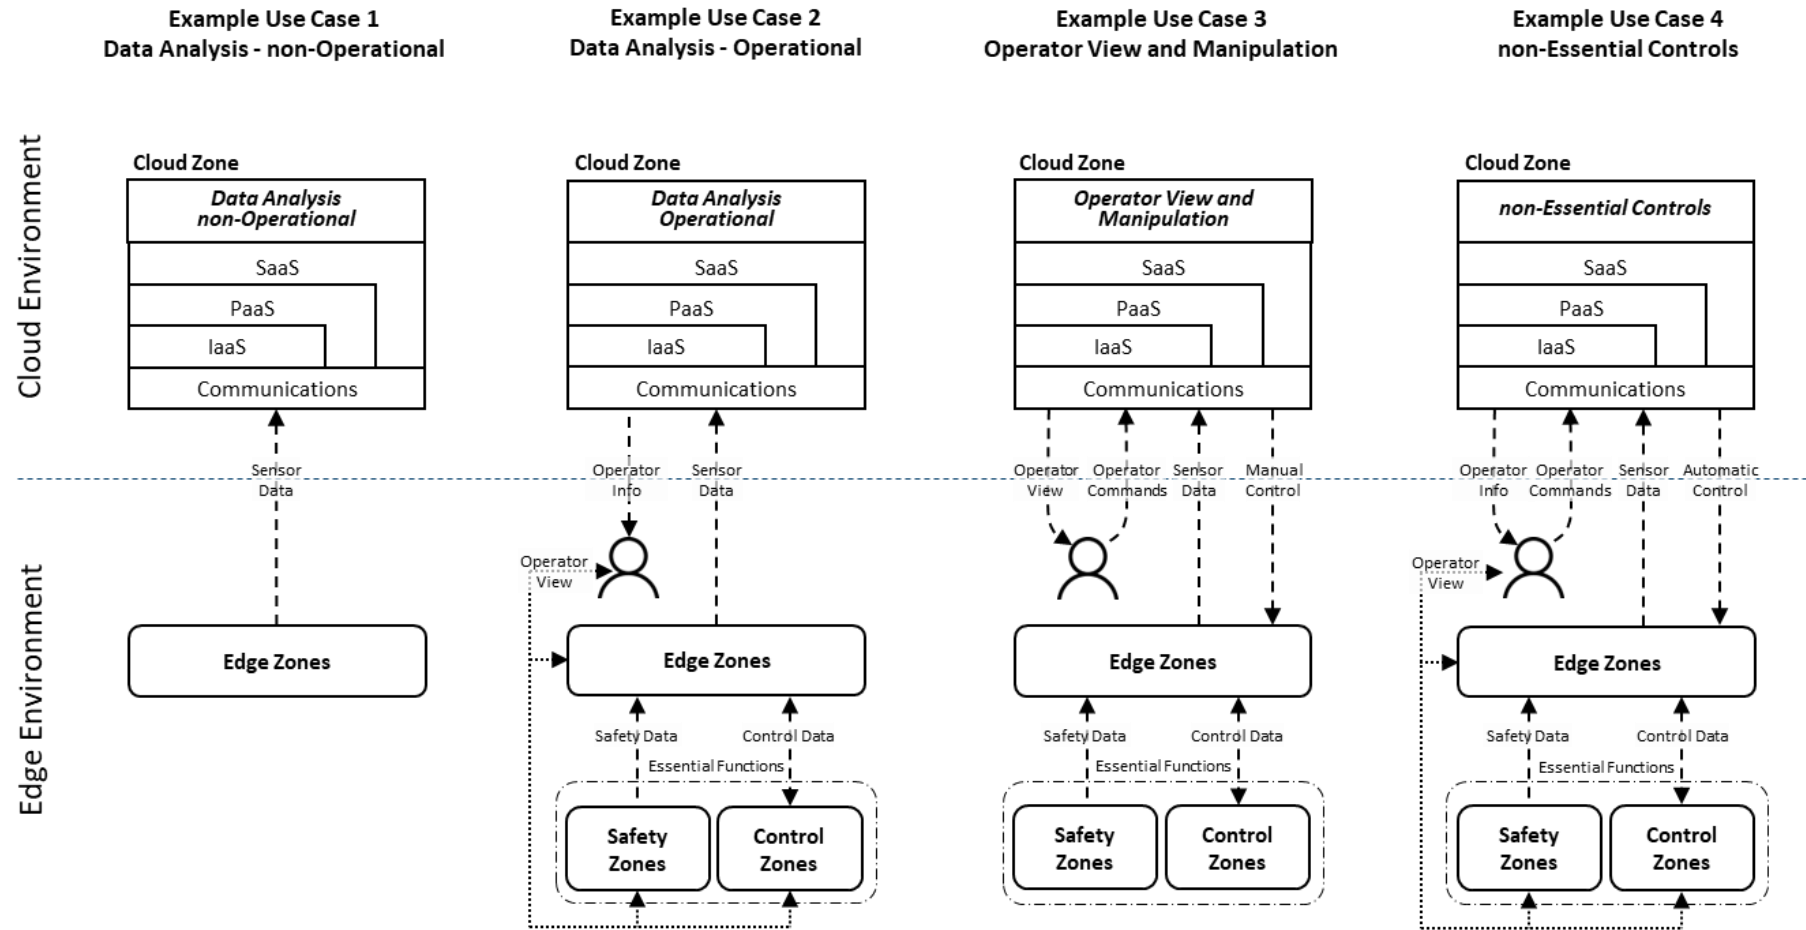 Example Use Case 1
Data Analysis - non-Operational
Example Use Case 2
Data Analysis - Operational
Example Use Case 3
Operator View and Manipulation
Example Use Case 4
non-Essential Controls
Cloud Environment
Cloud Zone
Data Analysis
non-Operational
SaaS
PaaS
IaaS
Communications
Cloud Zone
Data Analysis
Operational
SaaS
PaaS
IaaS
Communications
Cloud Zone
Operator View and
Manipulation
SaaS
PaaS
IaaS
Communications
Cloud Zone
non-Essential Controls
SaaS
PaaS
IaaS
Communications
Sensor
Data
Operator
Info
Sensor
Data
Operator
View
Operator
Commands
Sensor
Data
Manual
Control
Operator
Info
Operator
Commands
Sensor
Data
Automatic
Control
Edge Environment
Edge Zones
Operator
View
Edge Zones
Safety Data
Control Data
Essential Functions
Safety
Zones
Control
Zones
Edge Zones
Safety Data
Control Data
Essential Functions
Safety
Zones
Control
Zones
Operator
View
Edge Zones
Safety Data
Control Data
Essential Functions
Safety
Zones
Control
Zones